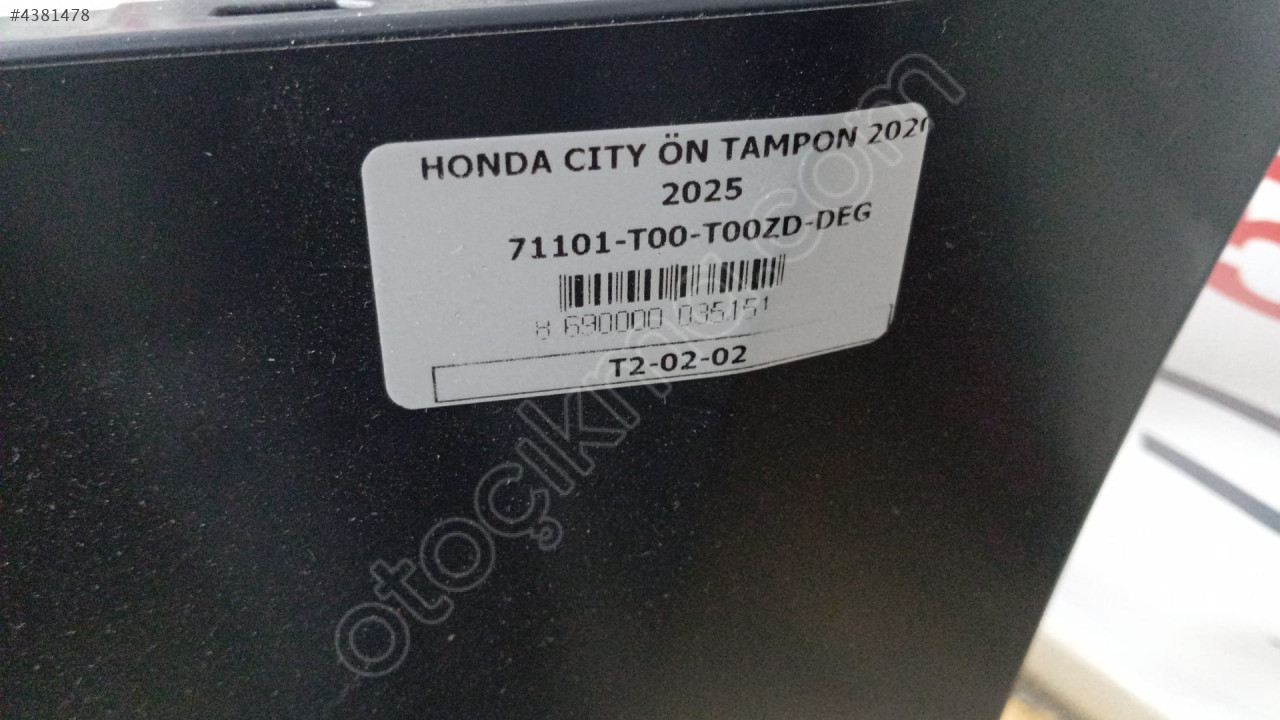 #4381478
HONDA CITY ÖN TAMPON 2020
2025
71101-T00-T00ZD-DEG
8 690000 035151
T2-02-02
otoçıkma.com